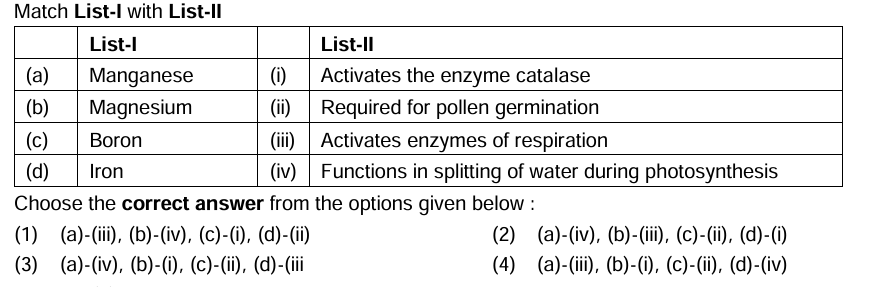 Match List-I with List-II
List-I List-II
(a) Manganese (i) Activates the enzyme catalase
(b) Magnesium (ii) Required for pollen germination
(c) Boron (iii) Activates enzymes of respiration
(d) Iron (iv) Functions in splitting of water during photosynthesis
Choose the correct answer from the options given below :
(1) (a)-(iii), (b)-(iv), (c)-(i), (d)-(ii) (2) (a)-(iv), (b)-(iii), (c)-(ii), (d)-(i)
(3) (a)-(iv), (b)-(i), (c)-(ii), (d)-(iii (4) (a)-(iii), (b)-(i), (c)-(ii), (d)-(iv)